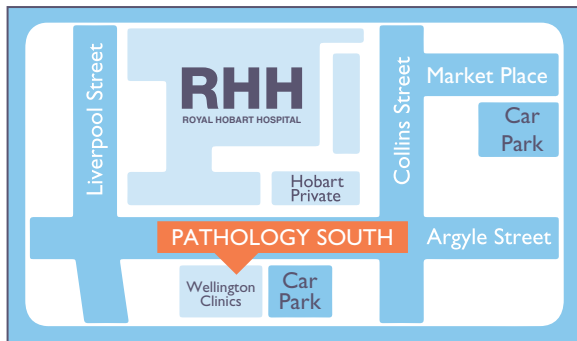 Liverpool Street
RHH
ROYAL HOBART HOSPITAL
Collins Street
Market Place
Car
Park
Hobart
Private
PATHOLOGY SOUTH
Argyle Street
Wellington
Clinics
Car
Park